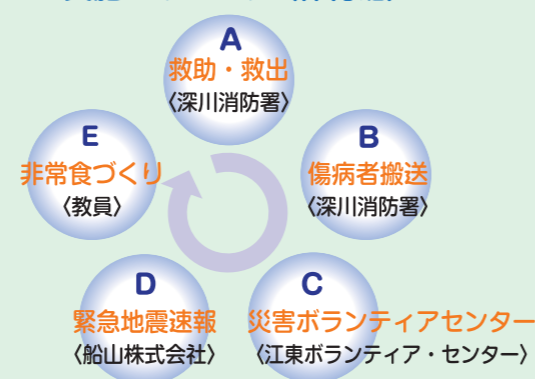 A
救助・救出
〈深川消防署〉
B
傷病者搬送
〈深川消防署〉
C
災害ボランティアセンター
〈江東ボランティア・センター〉
D
緊急地震速報
〈船山株式会社〉
E
非常食づくり
〈教員〉